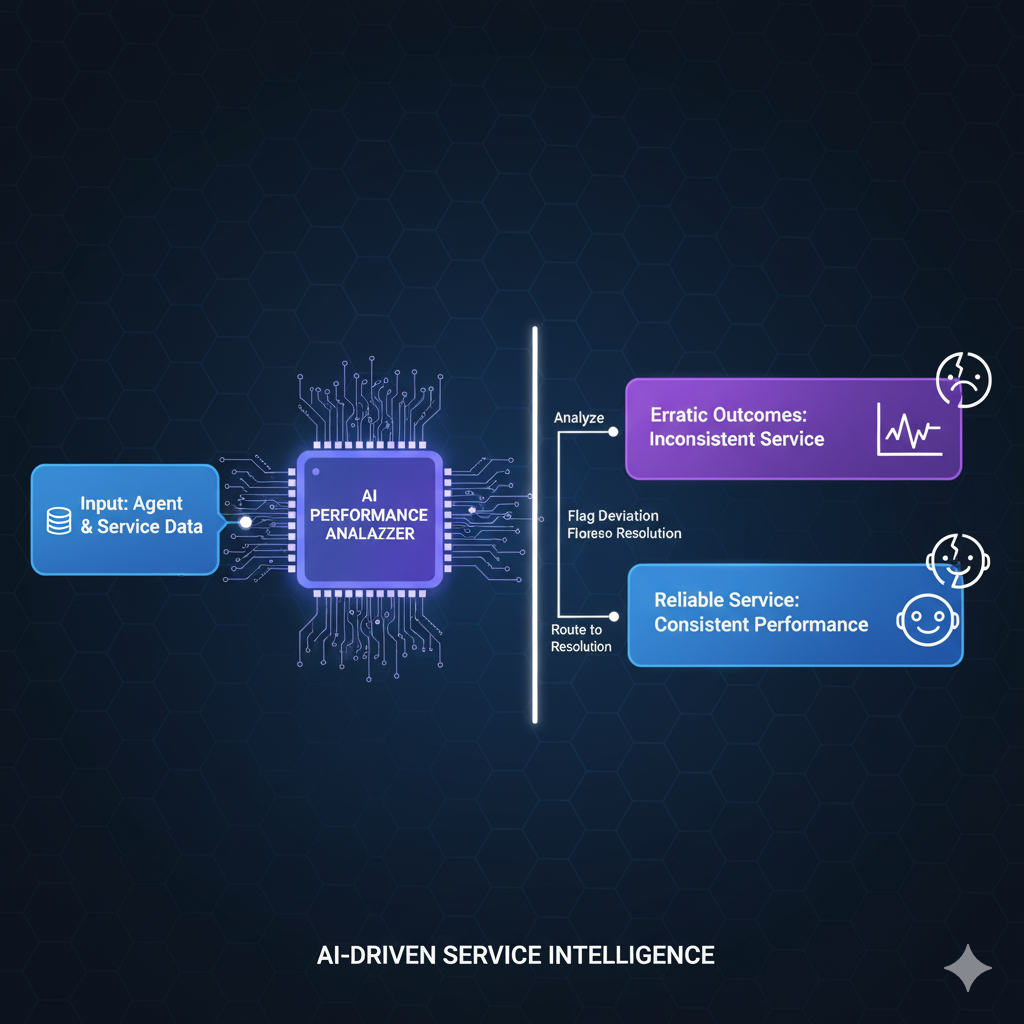 Input: Agent
& Service Data
AI
PERFORMANCE
ANALAZZER
Analyze
Flag Deviation
Floreso Resolution
Route to
Resolution
Erratic Outcomes:
Inconsistent Service
Reliable Service:
Consistent Performance
AI-DRIVEN SERVICE INTELLIGENCE